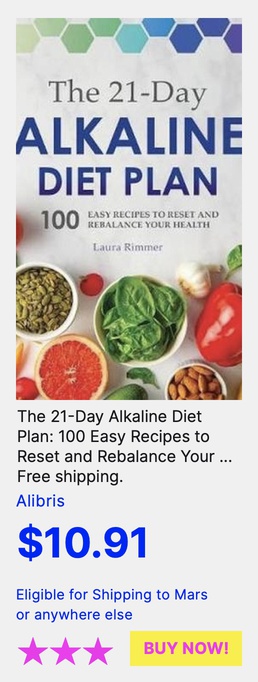 The 21-Day
ALKALINE
DIET PLAN
100 EASY RECIPES TO RESET AND
REBALANCE YOUR HEALTH
Laura Rimmer
The 21-Day Alkaline Diet
Plan: 100 Easy Recipes to
Reset and Rebalance Your ...
Free shipping.
Alibris
$10.91
Eligible for Shipping to Mars
or anywhere else
BUY NOW!